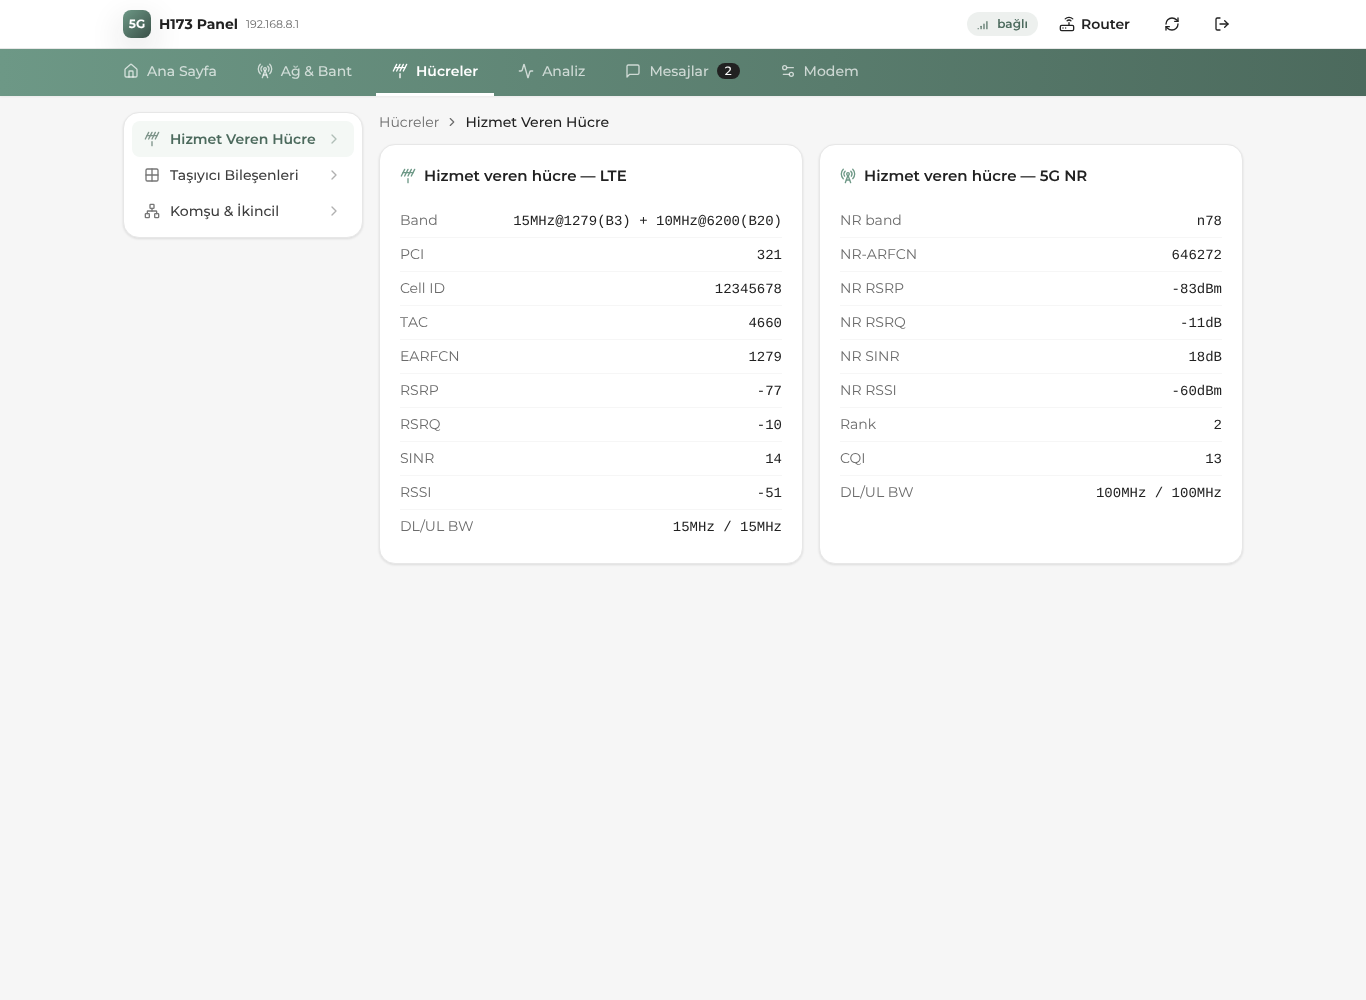 5G H173 Panel 192.168.8.1 bağlı Router
Ana Sayfa Ağ & Bant Hücreler Analiz Mesajlar 2 Modem
Hizmet Veren Hücre
Taşıyıcı Bileşenleri
Komşu & İkincil
Hücreler > Hizmet Veren Hücre
Hizmet veren hücre — LTE
Band 15MHz@1279(B3) + 10MHz@6200(B20)
PCI 321
Cell ID 12345678
TAC 4660
EARFCN 1279
RSRP -77
RSRQ -10
SINR 14
RSSI -51
DL/UL BW 15MHz / 15MHz
Hizmet veren hücre — 5G NR
NR band n78
NR-ARFCN 646272
NR RSRP -83dBm
NR RSRQ -11dB
NR SINR 18dB
NR RSSI -60dBm
Rank 2
CQI 13
DL/UL BW 100MHz / 100MHz